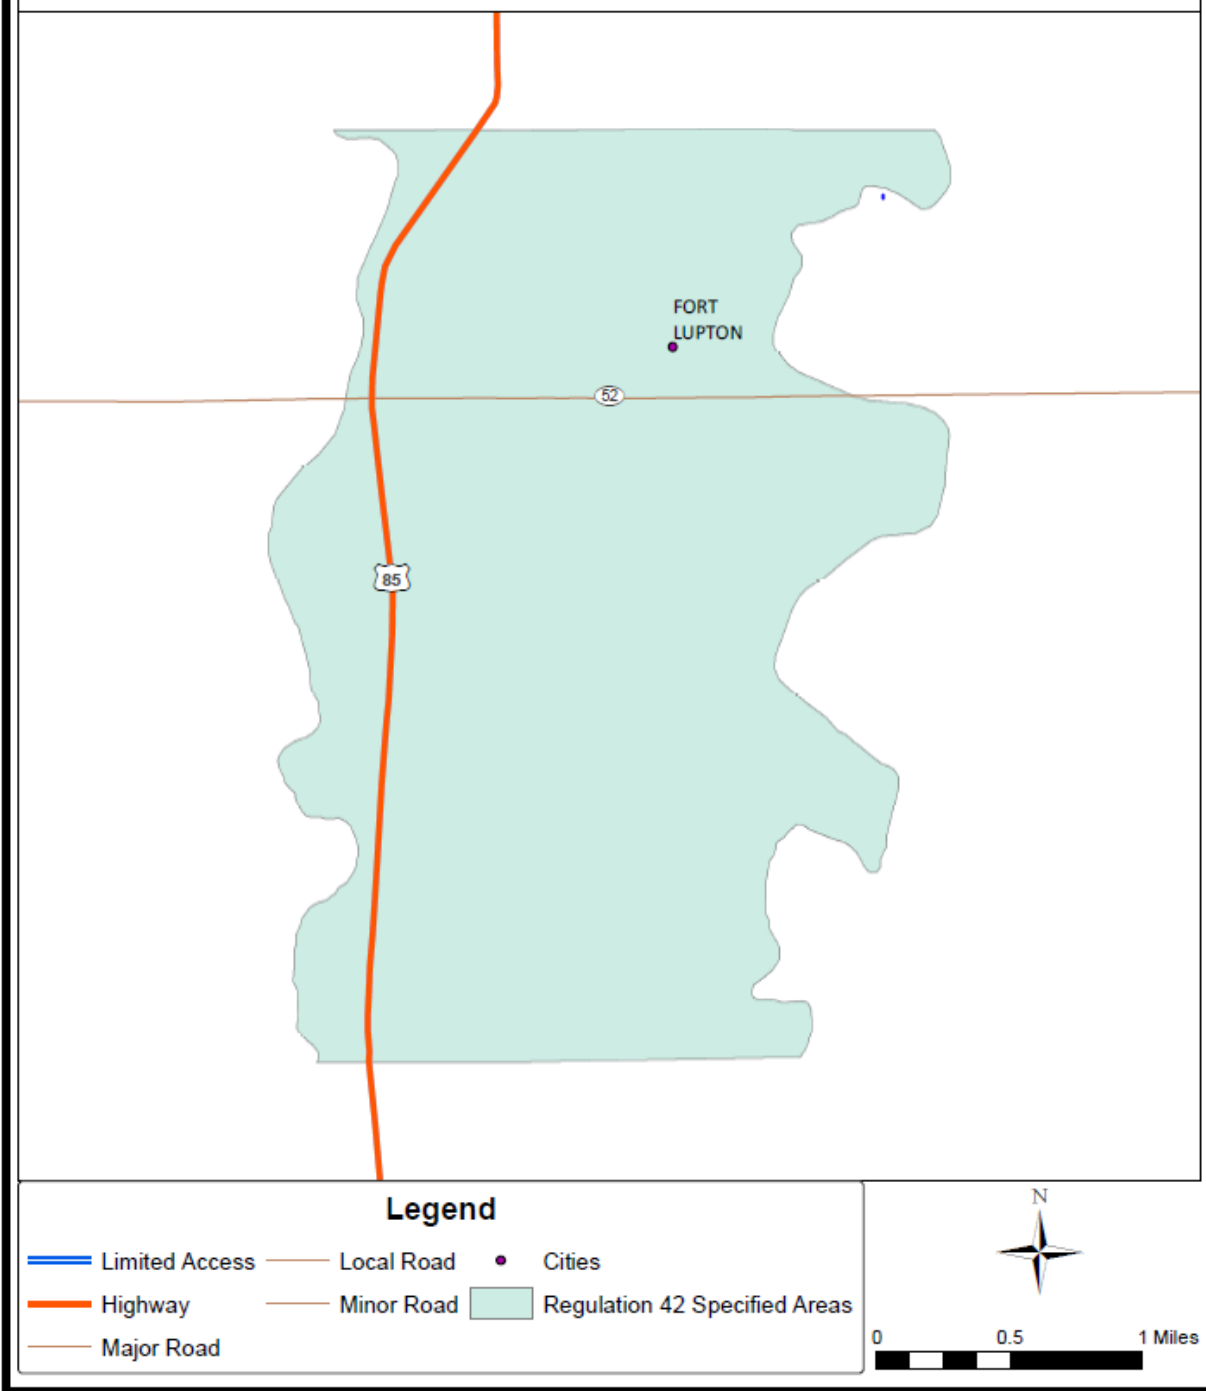 FORT
LUPTON
52
85
Legend
Limited Access
Local Road
Cities
Highway
Minor Road
Regulation 42 Specified Areas
Major Road
N
0 0.5 1 Miles